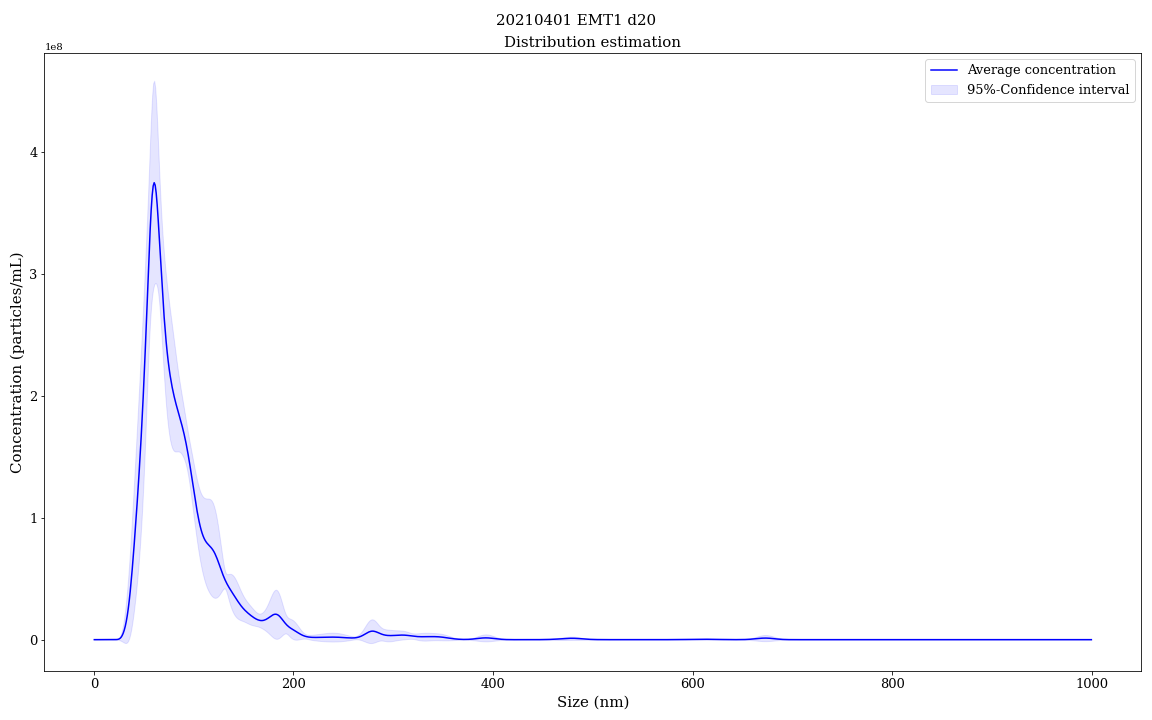 20210401 EMT1 d20
Distribution estimation
1e8
Average concentration
95%-Confidence interval
4
3
2
1
0
Concentration (particles/mL)
0 200 400 600 800 1000
Size (nm)